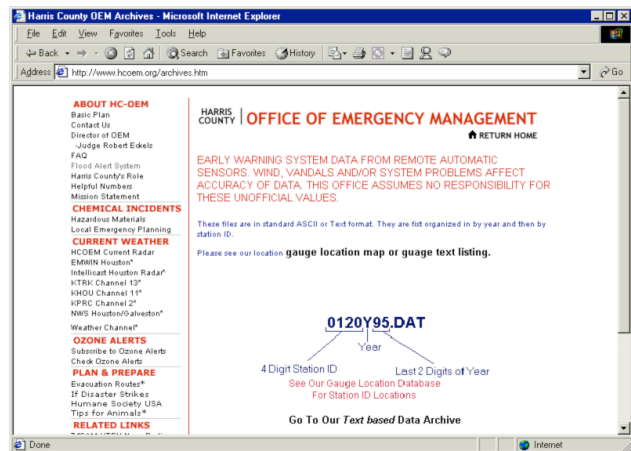 Harris County OEM Archives - Microsoft Internet Explorer
File Edit View Favorites Tools Help
Back Search Favorites History
Address http://www.hcoem.org/archives.htm Go
ABOUT HC-OEM
Basic Plan
Contact Us
Director of OEM
-Judge Robert Eckels
FAQ
Flood Alert System
Harris County's Role
Helpful Numbers
Mission Statement
CHEMICAL INCIDENTS
Hazardous Materials
Local Emergency Planning
CURRENT WEATHER
HCOEM Current Radar
EMWIN Houston*
Intellicast Houston Radar*
KTRK Channel 13*
KHOU Channel 11*
KPRC Channel 2*
NWS Houston/Galveston*
Weather Channel*
OZONE ALERTS
Subscribe to Ozone Alerts
Check Ozone Alerts
PLAN & PREPARE
Evacuation Routes*
If Disaster Strikes
Humane Society USA
Tips for Animals*
RELATED LINKS
HARRIS
COUNTY OFFICE OF EMERGENCY MANAGEMENT
RETURN HOME
EARLY WARNING SYSTEM DATA FROM REMOTE AUTOMATIC
SENSORS. WIND, VANDALS AND/OR SYSTEM PROBLEMS AFFECT
ACCURACY OF DATA. THIS OFFICE ASSUMES NO RESPONSIBILITY FOR
THESE UNOFFICIAL VALUES.
These files are in standard ASCII or Text format. They are fist organized in by year and then by
station ID.
Please see our location gauge location map or guage text listing.
0120Y95.DAT
Year
4 Digit Station ID Last 2 Digits of Year
See Our Gauge Location Database
For Station ID Locations
Go To Our Text based Data Archive
Done Internet